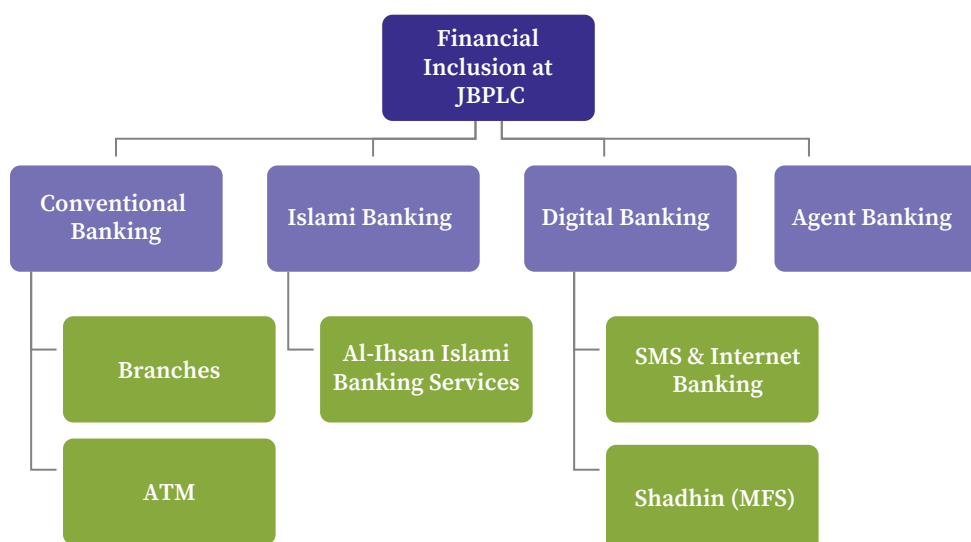 Financial
Inclusion at
JBPLC
Conventional
Banking
Islami Banking
Digital Banking
Agent Banking
Branches
Al-Ihsan Islami
Banking Services
SMS & Internet
Banking
ATM
Shadhin (MFS)